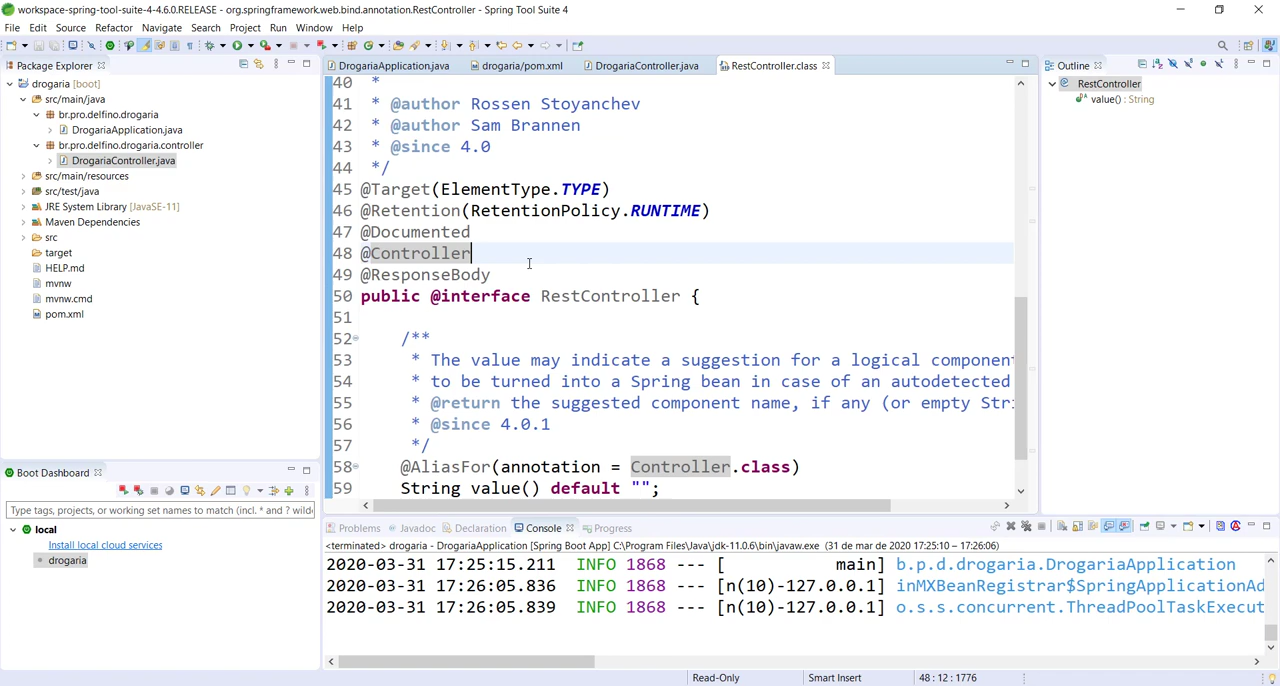 workspace-spring-tool-suite-4-4.6.0.RELEASE - org.springframework.web.bind.annotation.RestController - Spring Tool Suite 4
File Edit Source Refactor Navigate Search Project Run Window Help
Package Explorer
drogaria [boot]
src/main/java
br.pro.delfino.drogaria
DrogariaApplication.java
br.pro.delfino.drogaria.controller
DrogariaController.java
src/main/resources
src/test/java
JRE System Library [JavaSE-11]
Maven Dependencies
src
target
HELP.md
mvnw
mvnw.cmd
pom.xml
Boot Dashboard
Type tags, projects, or working set names to match (incl. * and ? wild
local
Install local cloud services
drogaria
DrogariaApplication.java drogaria/pom.xml DrogariaController.java RestController.class
40 *
41 * @author Rossen Stoyanchev
42 * @author Sam Brannen
43 * @since 4.0
44 */
45 @Target(ElementType.TYPE)
46 @Retention(RetentionPolicy.RUNTIME)
47 @Documented
48 @Controller
49 @ResponseBody
50 public @interface RestController {
51
52 /**
53 * The value may indicate a suggestion for a logical component
54 * to be turned into a Spring bean in case of an autodetected
55 * @return the suggested component name, if any (or empty Stri
56 * @since 4.0.1
57 */
58 @AliasFor(annotation = Controller.class)
59 String value() default "";
Outline
RestController
value() : String
Problems Javadoc Declaration Console Progress
<terminated> drogaria - DrogariaApplication [Spring Boot App] C:\Program Files\Java\jdk-11.0.6\bin\javaw.exe (31 de mar de 2020 17:25:10 – 17:26:06)
2020-03-31 17:25:15.211 INFO 1868 --- [ main] b.p.d.drogaria.DrogariaApplication
2020-03-31 17:26:05.836 INFO 1868 --- [n(10)-127.0.0.1] inMXBeanRegistrar$SpringApplicationAd
2020-03-31 17:26:05.839 INFO 1868 --- [n(10)-127.0.0.1] o.s.s.concurrent.ThreadPoolTaskExecut
Read-Only Smart Insert 48 : 12 : 1776